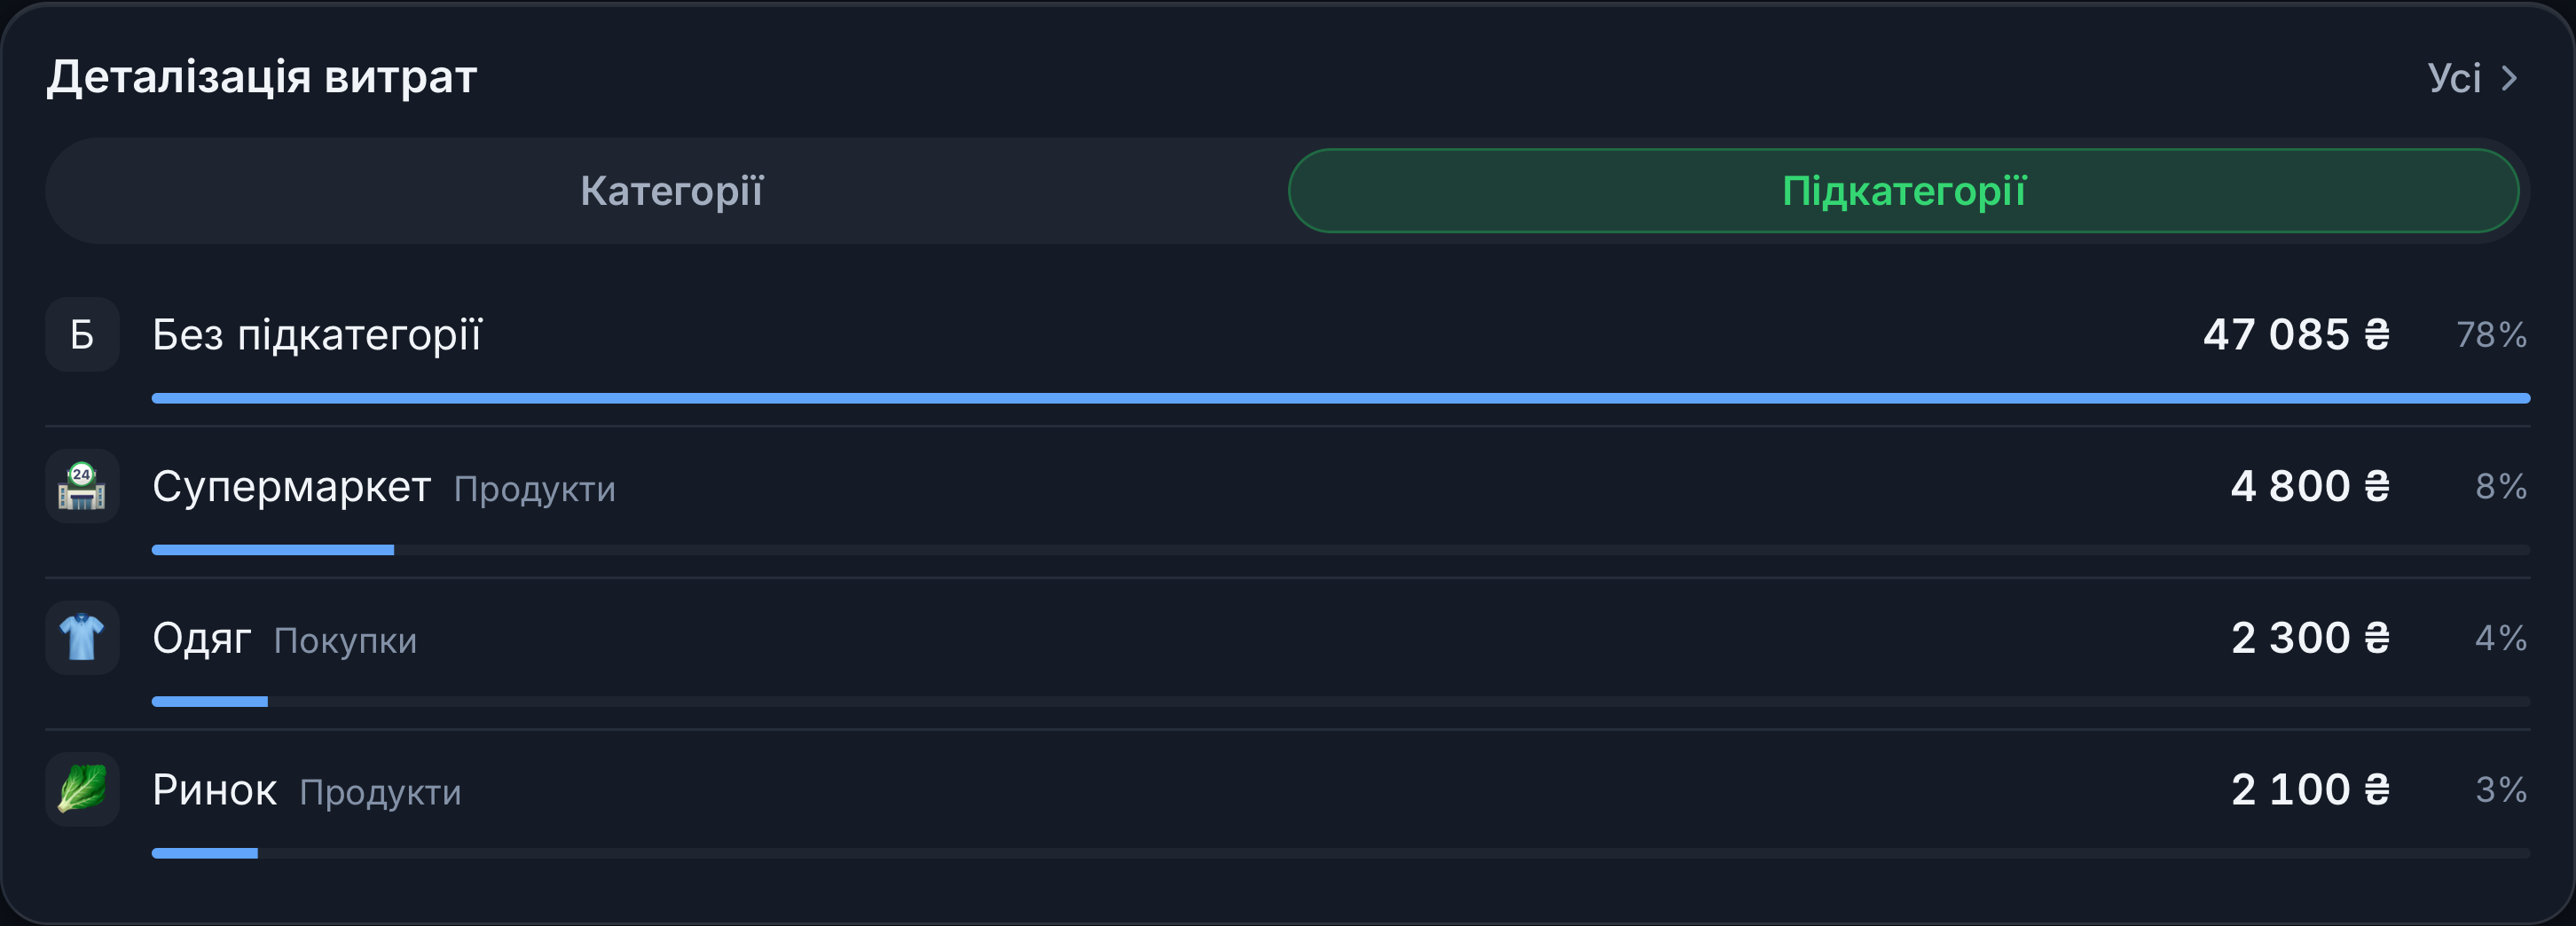 Деталізація витрат Усі
Категорії Підкатегорії
Б Без підкатегорії 47 085 ₴ 78%
24 Супермаркет Продукти 4 800 ₴ 8%
Одяг Покупки 2 300 ₴ 4%
Ринок Продукти 2 100 ₴ 3%